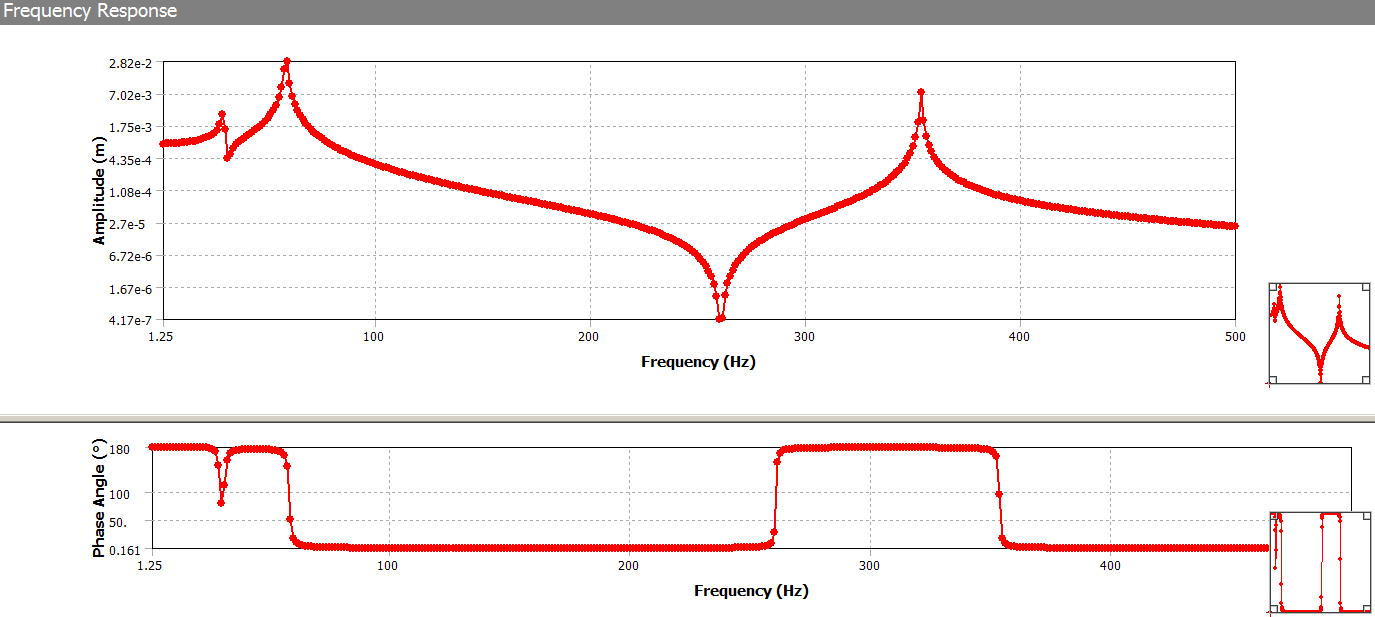 Frequency Response
2.82e-2
7.02e-3
1.75e-3
4.35e-4
1.08e-4
2.7e-5
6.72e-6
1.67e-6
4.17e-7
Amplitude (m)
1.25 100 200 300 400 500
Frequency (Hz)
180
100
50.
0.161
Phase Angle (°)
1.25 100 200 300 400
Frequency (Hz)